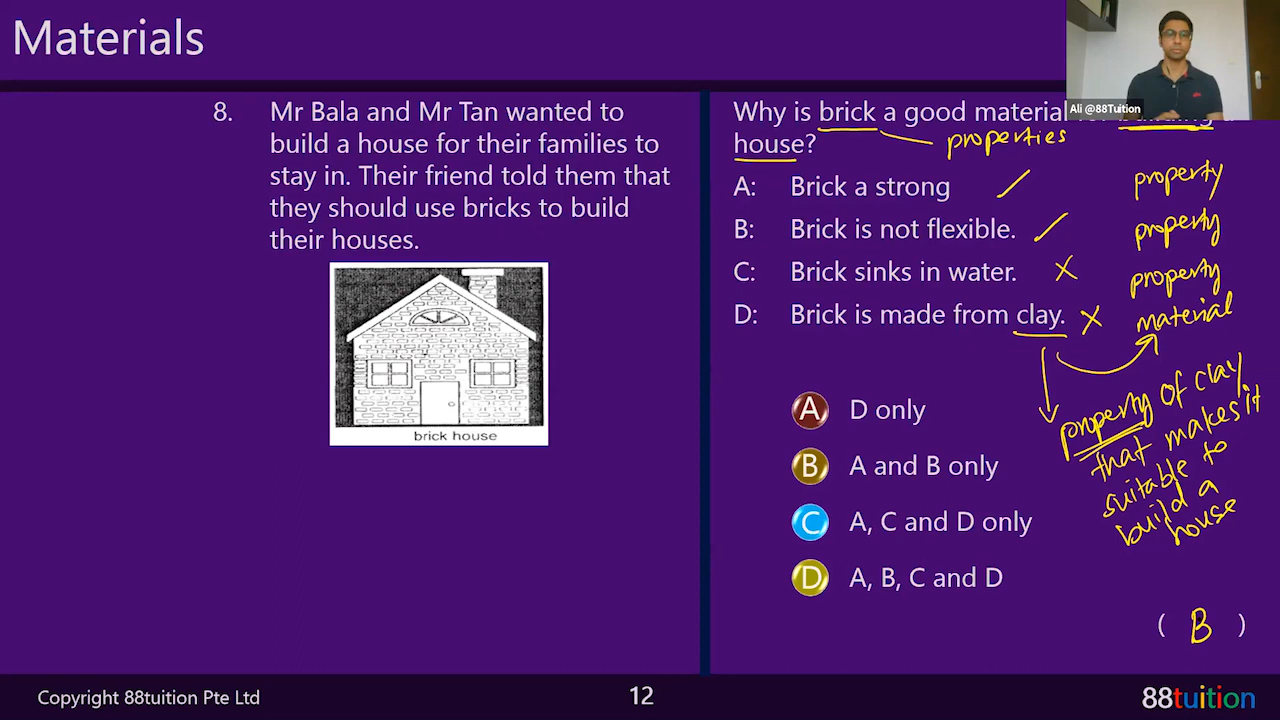 Materials
Ali @88Tuition
8. Mr Bala and Mr Tan wanted to
build a house for their families to
stay in. Their friend told them that
they should use bricks to build
their houses.
brick house
Why is brick a good material
house?
properties
A: Brick a strong
property
B: Brick is not flexible.
property
C: Brick sinks in water.
property
D: Brick is made from clay.
material
property of clay
that makes it
suitable to
build a
house
A D only
B A and B only
C A, C and D only
D A, B, C and D
( B )
Copyright 88tuition Pte Ltd
12
88tuition